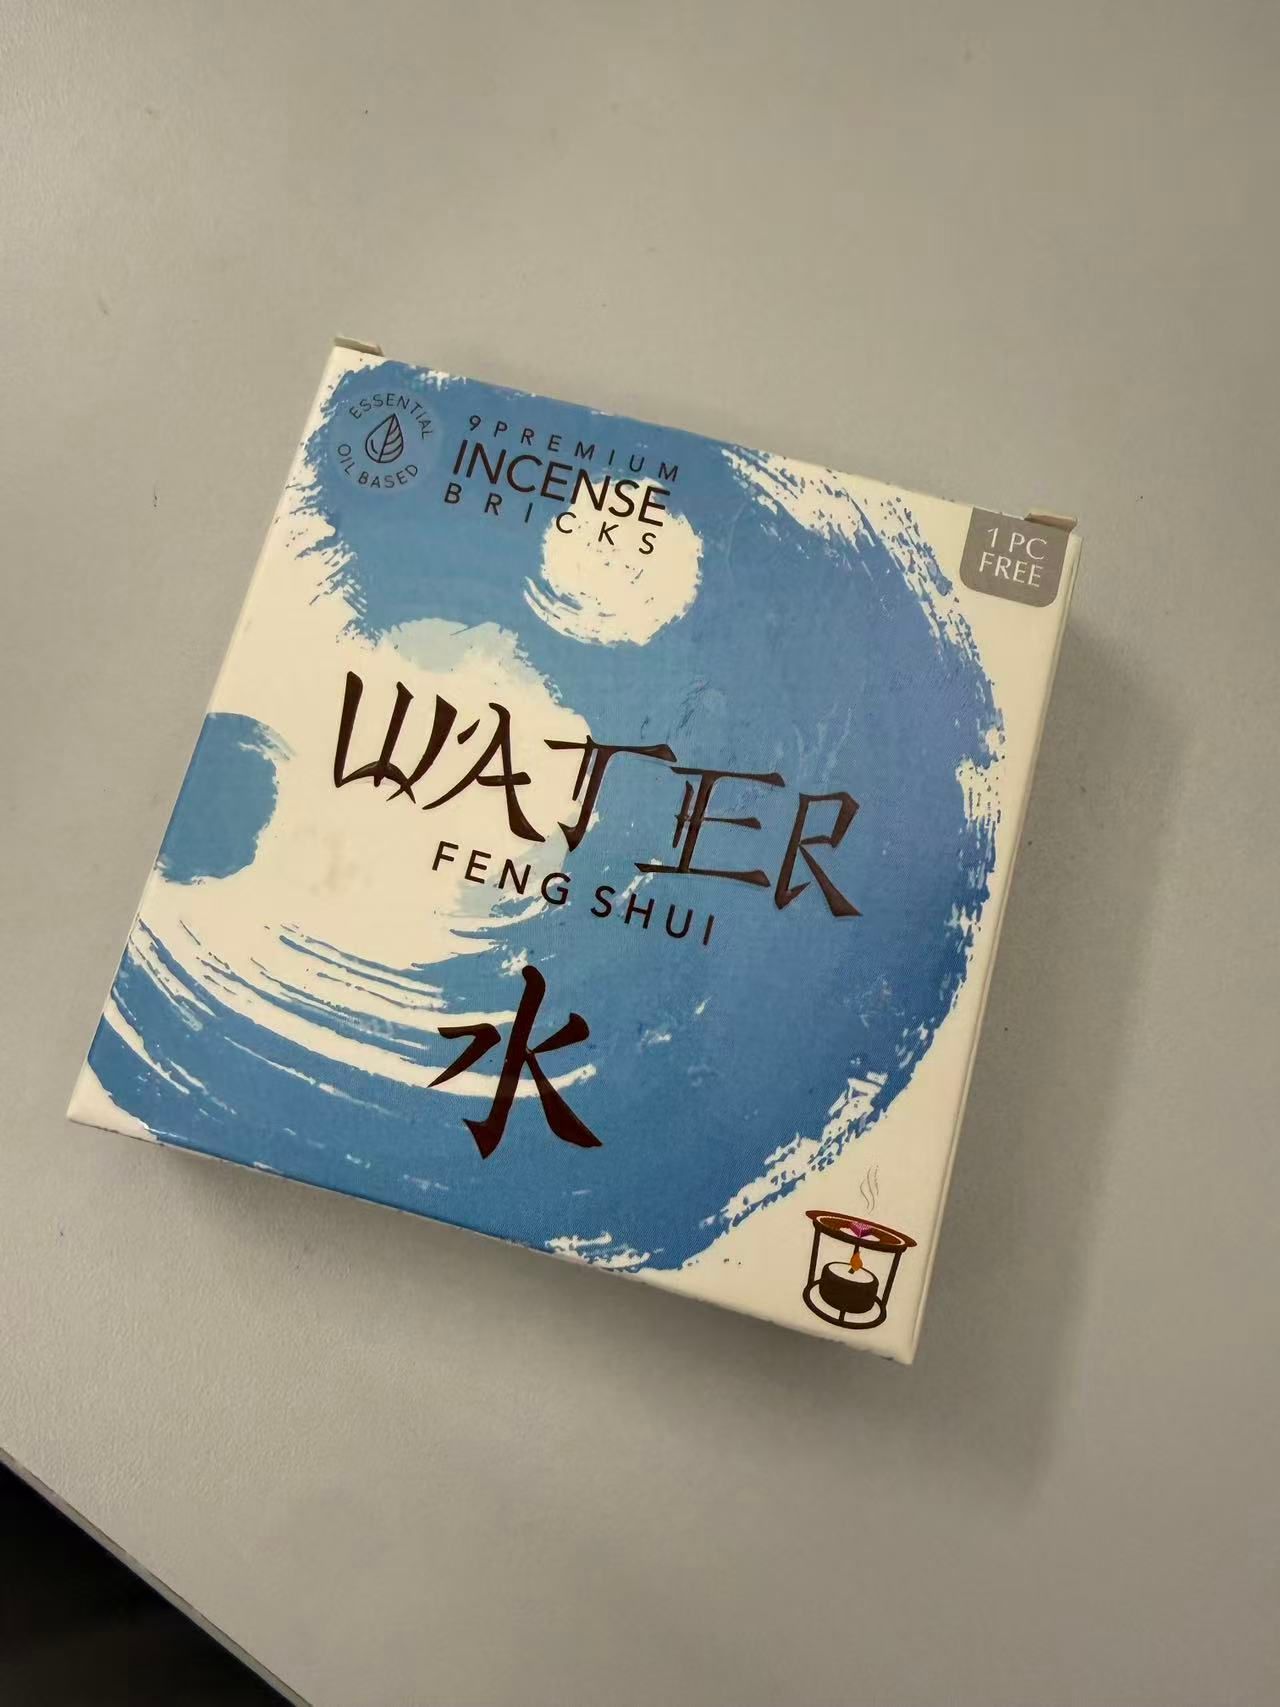 ESSENTIAL
OIL BASED
9 PREMIUM
INCENSE
BRICKS
1 PC
FREE
WATER
FENG SHUI
水